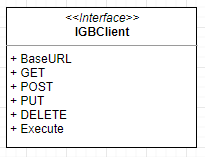 <<Interface>>
IGBClient
+ BaseURL
+ GET
+ POST
+ PUT
+ DELETE
+ Execute